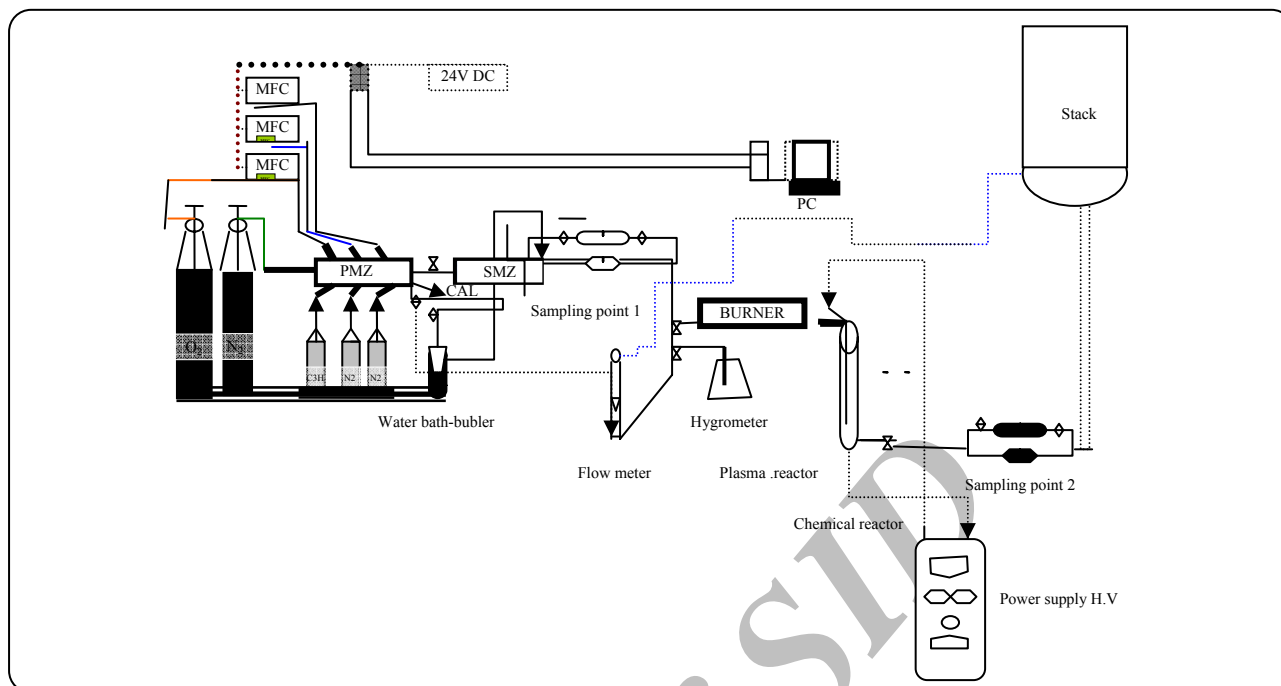 24V DC
MFC
MFC
MFC
Stack
PC
PMZ
SMZ
CAL
Sampling point 1
BURNER
O2
N2
C3H
N2
N2
Water bath-bubler
Hygrometer
Flow meter
Plasma .reactor
Sampling point 2
Chemical reactor
Power supply H.V
SID